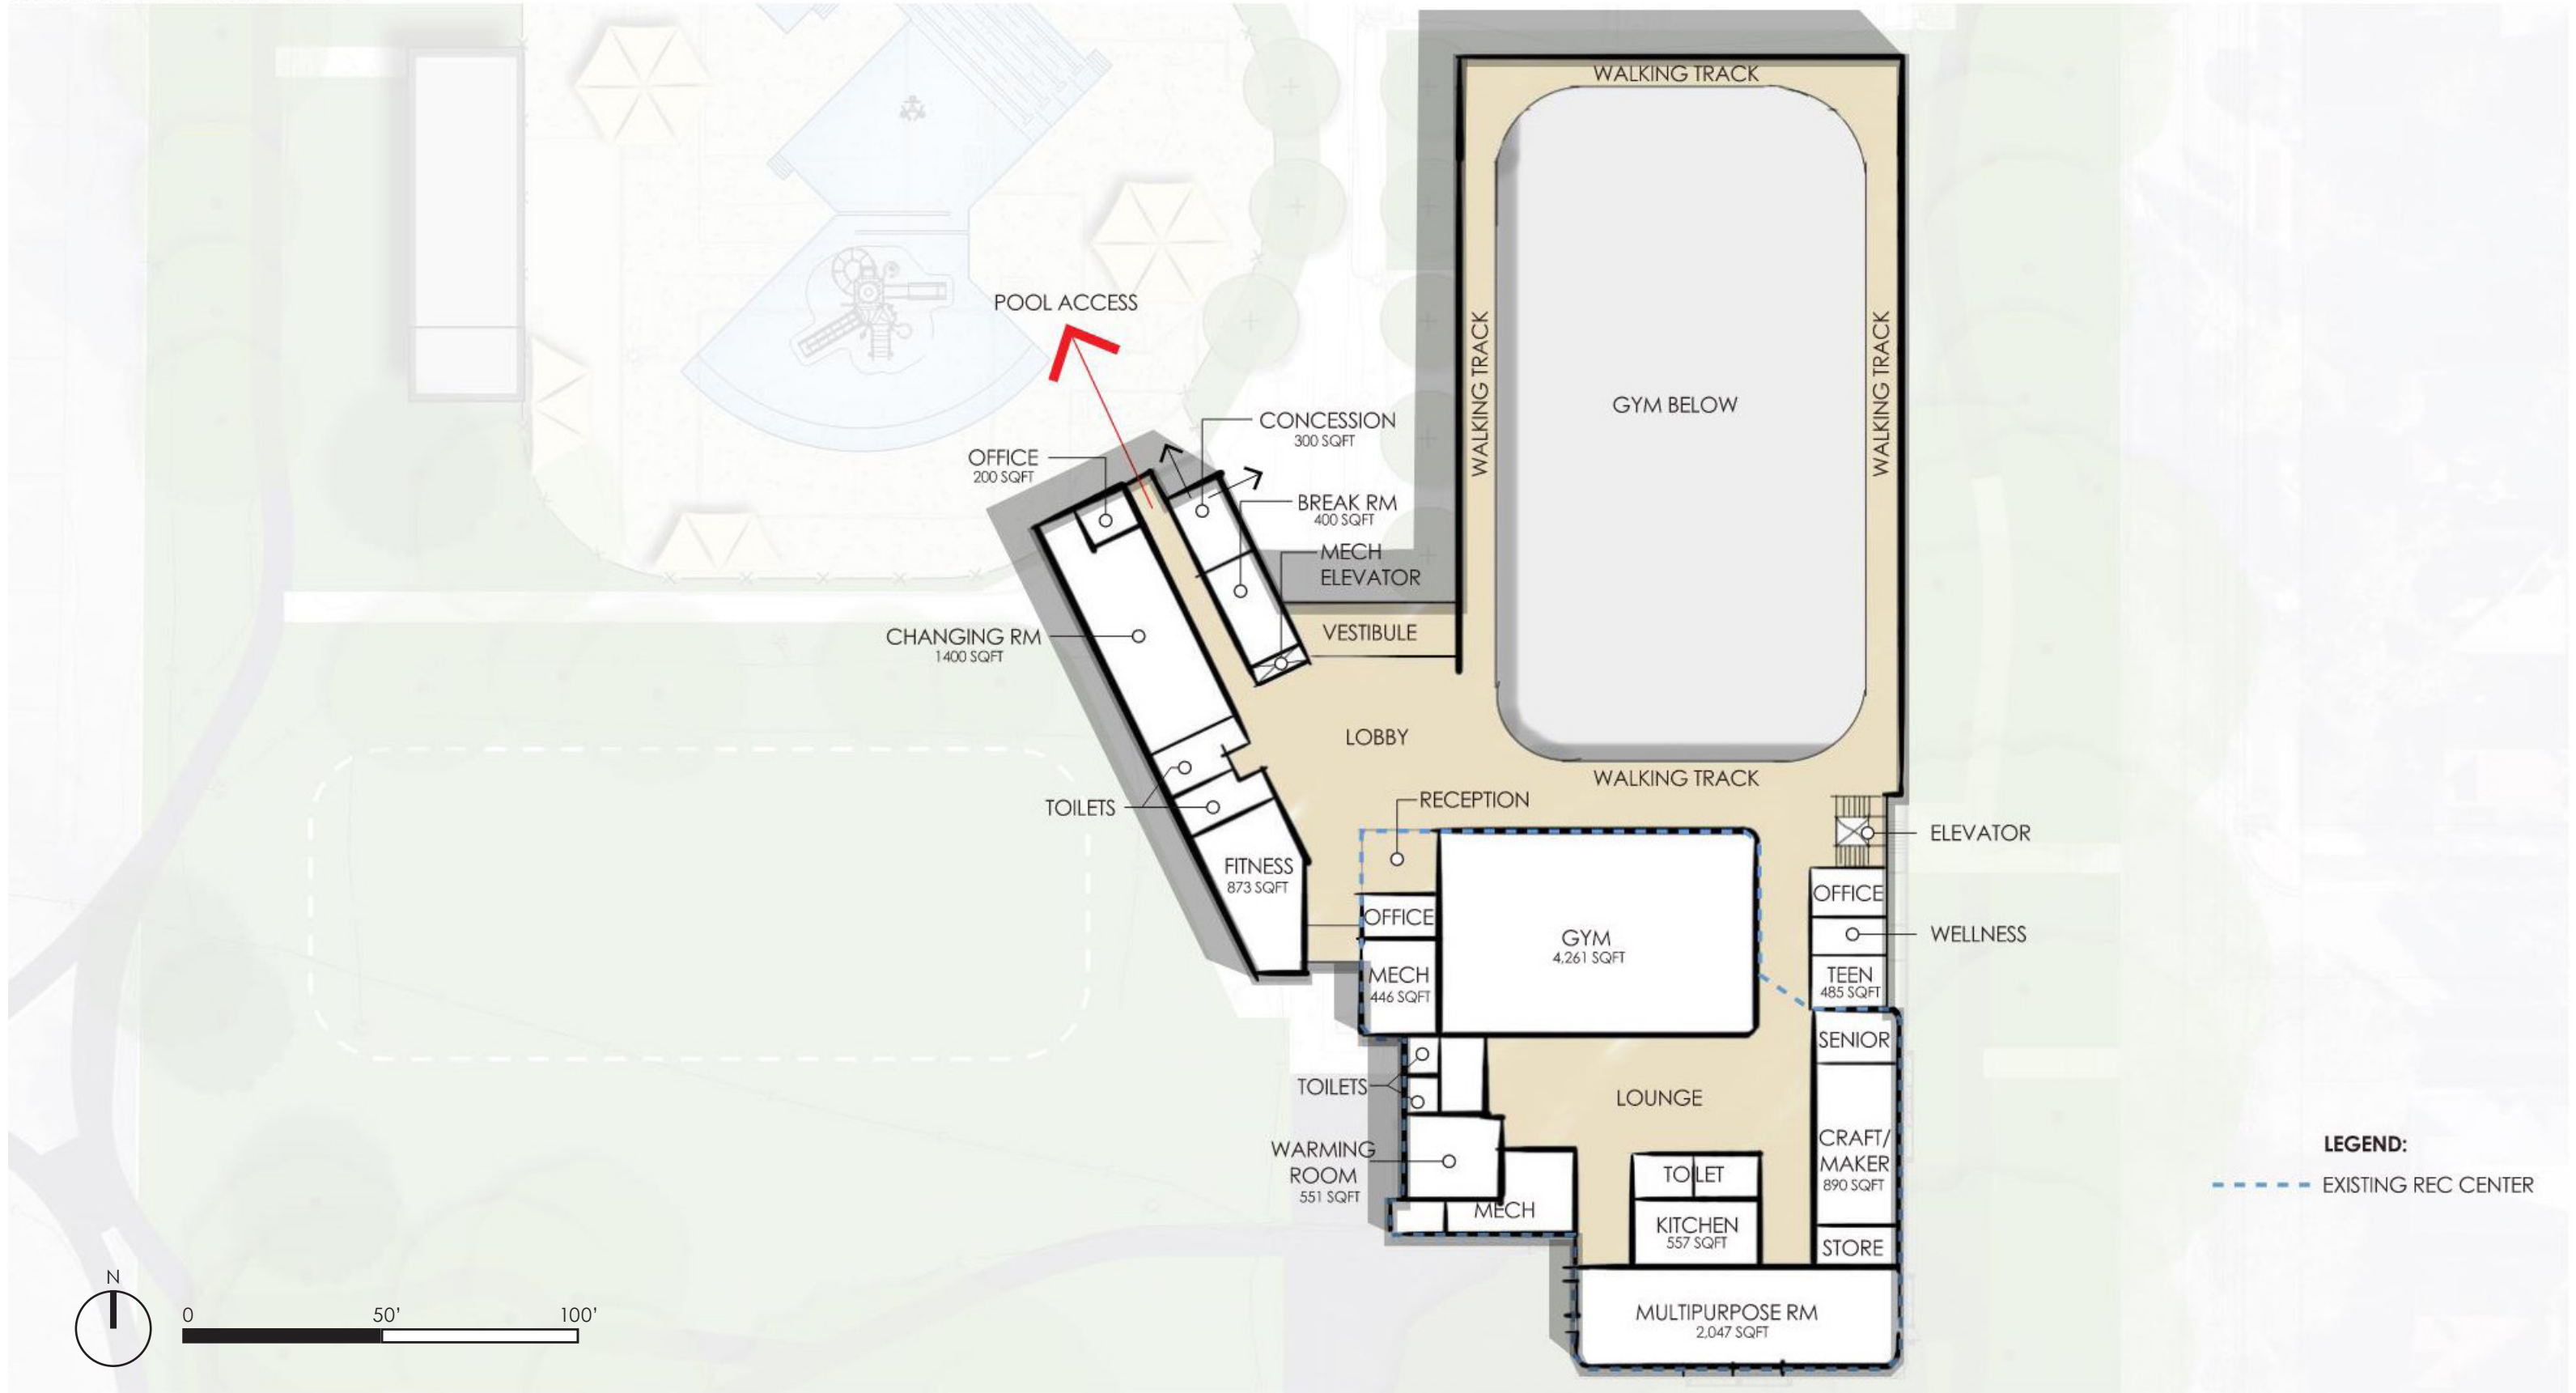 WALKING TRACK
WALKING TRACK
WALKING TRACK
GYM BELOW
POOL ACCESS
CONCESSION
300 SQFT
OFFICE
200 SQFT
BREAK RM
400 SQFT
MECH
ELEVATOR
CHANGING RM
1400 SQFT
VESTIBULE
LOBBY
WALKING TRACK
TOILETS
RECEPTION
ELEVATOR
FITNESS
873 SQFT
OFFICE
OFFICE
GYM
4,261 SQFT
WELLNESS
MECH
446 SQFT
TEEN
485 SQFT
SENIOR
TOILETS
LOUNGE
CRAFT/
MAKER
890 SQFT
WARMING
ROOM
551 SQFT
TOILET
MECH
KITCHEN
557 SQFT
STORE
MULTIPURPOSE RM
2,047 SQFT
LEGEND:
EXISTING REC CENTER
N
0 50' 100'